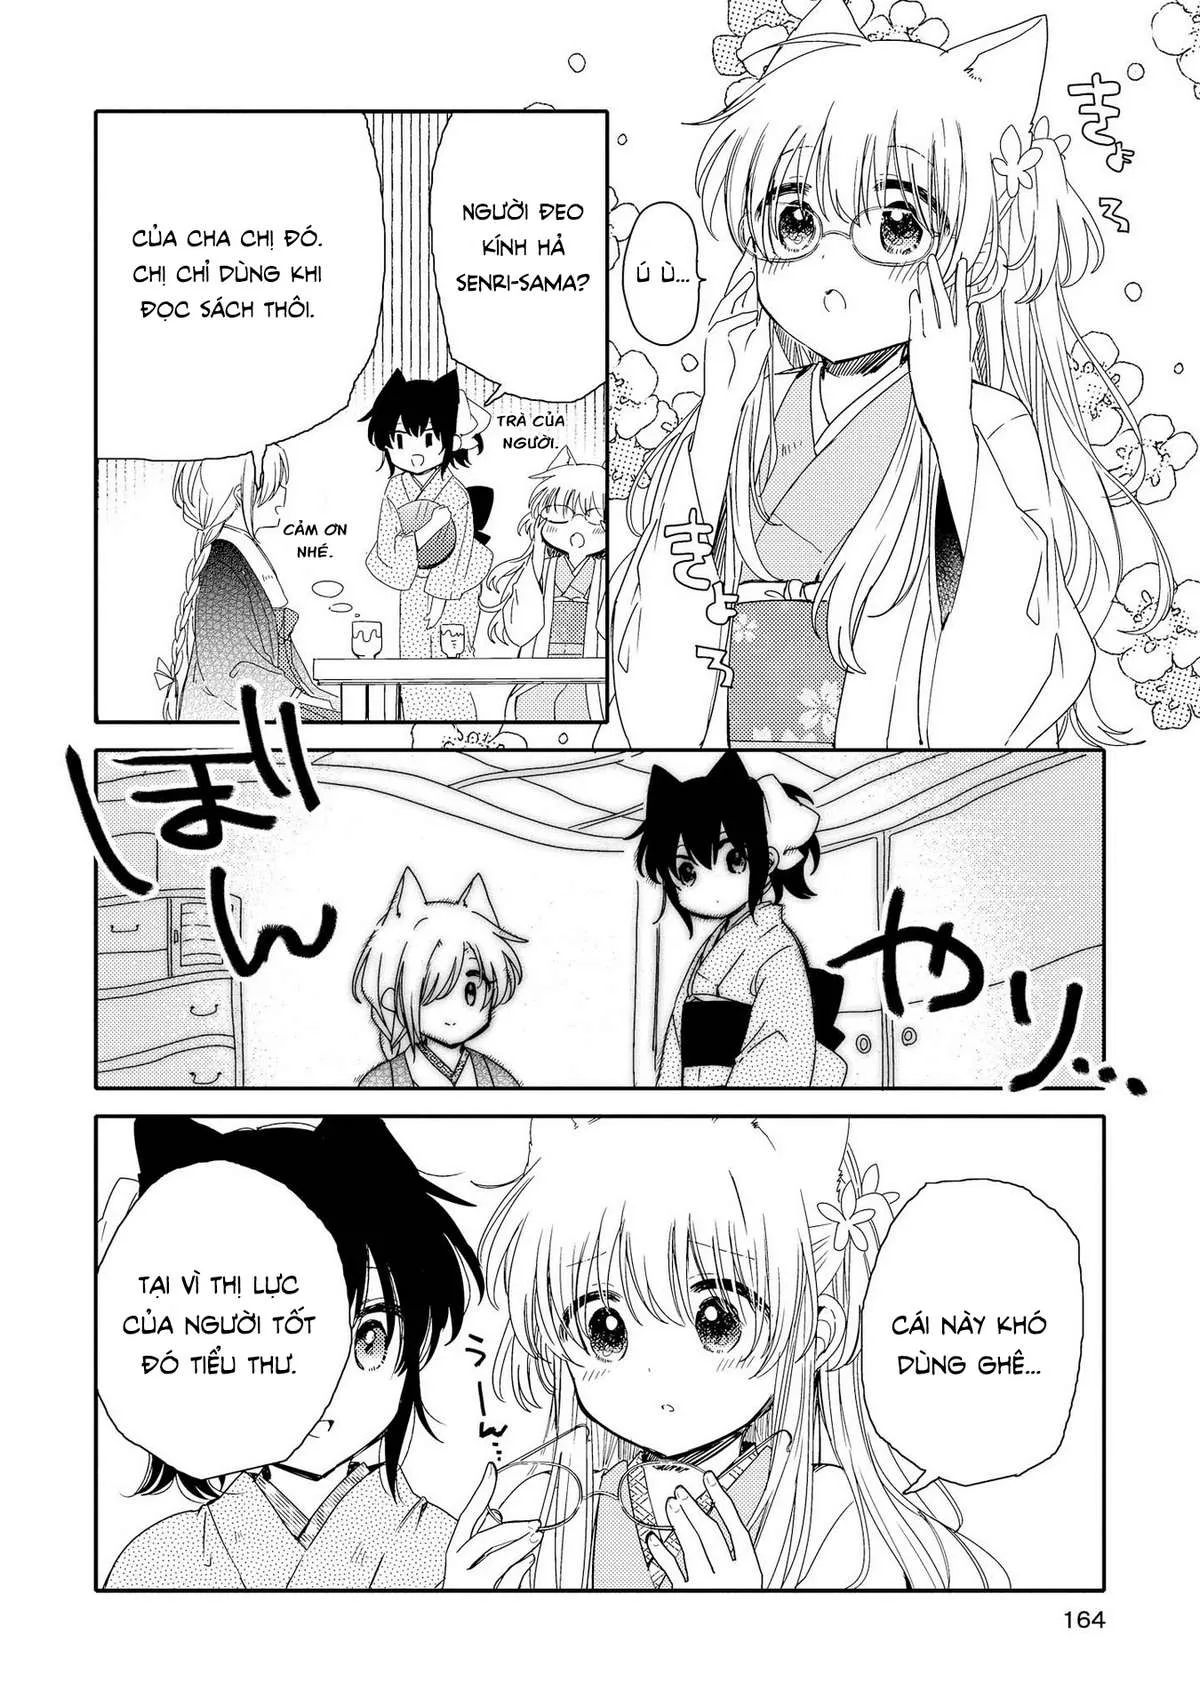 きょろ
Ú Ù...
きょろ
NGƯỜI ĐEO
KÍNH HẢ
SENRI-SAMA?
CỦA CHA CHỊ ĐÓ.
CHỊ CHỈ DÙNG KHI
ĐỌC SÁCH THÔI.
TRÀ CỦA
NGƯỜI.
CẢM ƠN
NHÉ.
ぼん
やり...
CÁI NÀY KHÓ
DÙNG GHÊ...
うーん...
TẠI VÌ THỊ LỰC
CỦA NGƯỜI TỐT
ĐÓ TIỂU THƯ.
164